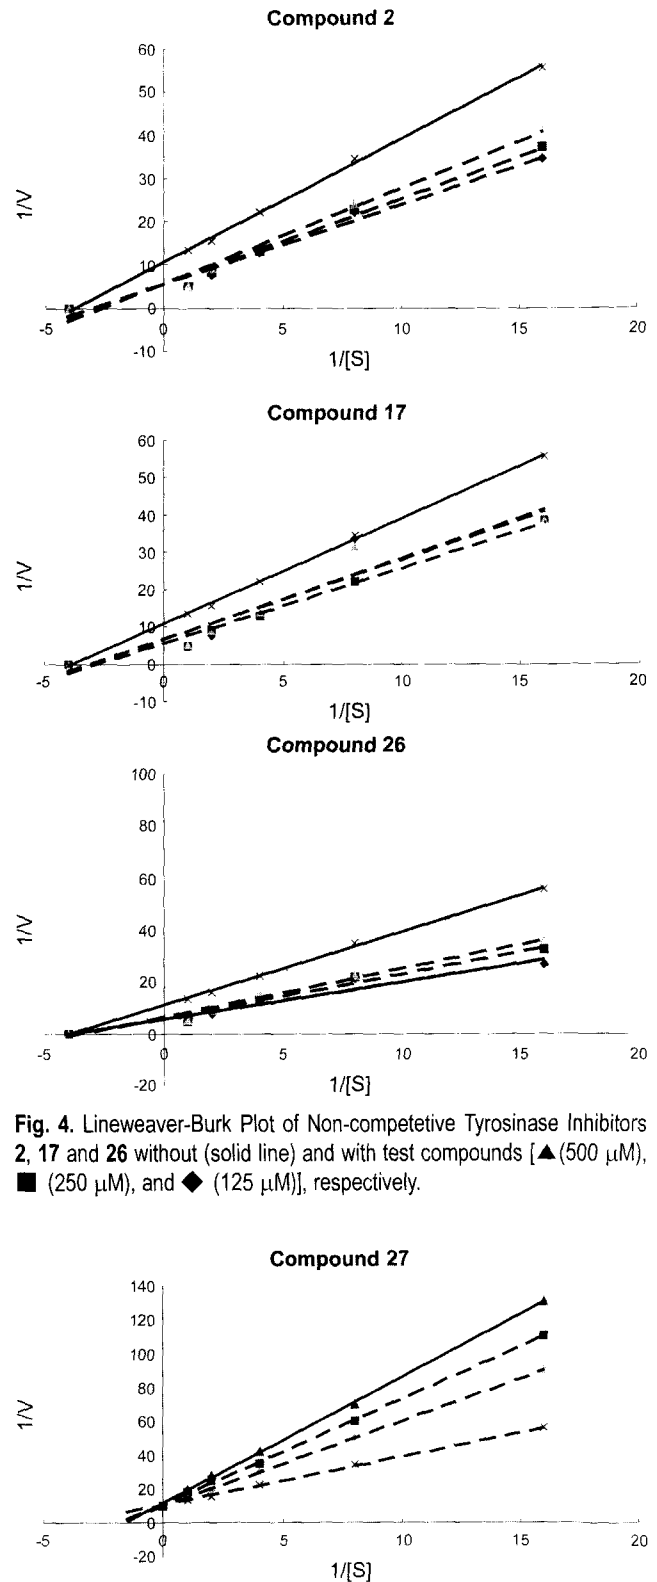 Compound 2
60
50
40
30
20
10
0
-10
-5 0 5 10 15 20
1/V
1/[S]
Compound 17
60
50
40
30
20
10
0
-10
-5 0 5 10 15 20
1/V
1/[S]
Compound 26
100
80
60
40
20
0
-20
-5 0 5 10 15 20
1/V
1/[S]
Fig. 4. Lineweaver-Burk Plot of Non-competetive Tyrosinase Inhibitors
2, 17 and 26 without (solid line) and with test compounds [▲(500 μM),
■ (250 μM), and ◆ (125 μM)], respectively.
Compound 27
140
120
100
80
60
40
20
0
-20
-5 0 5 10 15 20
1/V
1/[S]